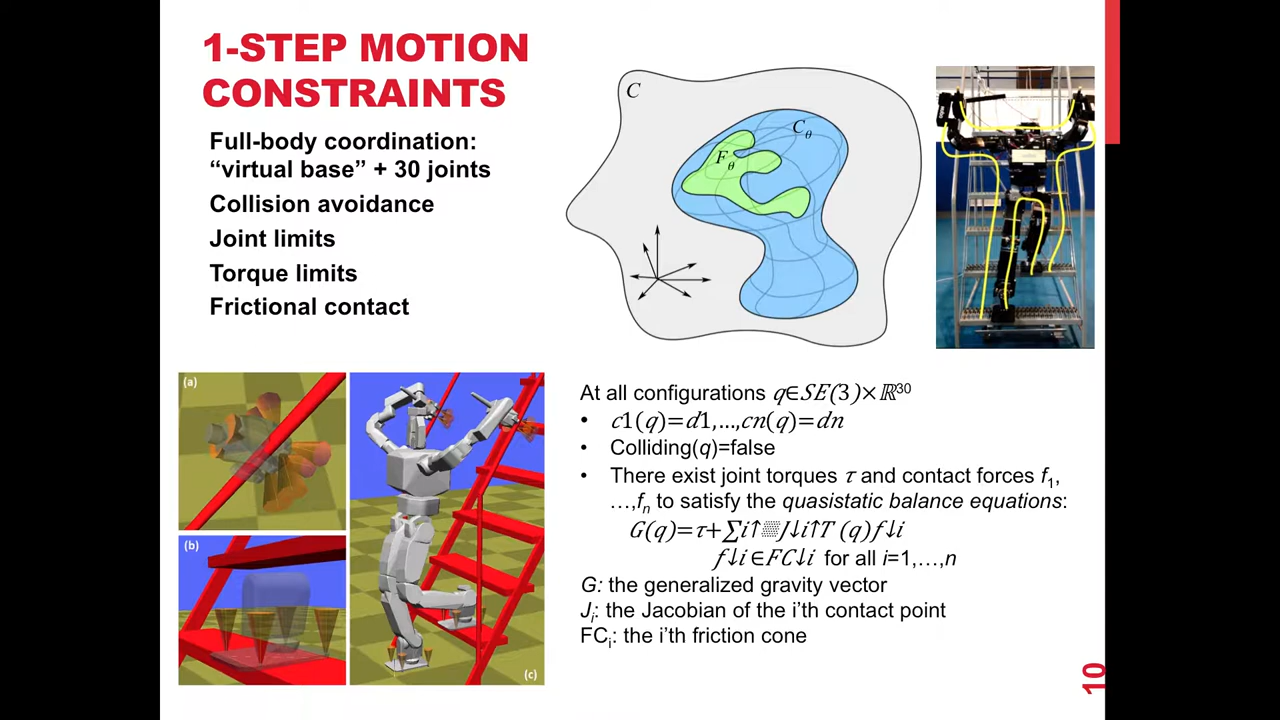 1-STEP MOTION
CONSTRAINTS
Full-body coordination:
“virtual base” + 30 joints
Collision avoidance
Joint limits
Torque limits
Frictional contact
C
Cθ
Fθ
(a)
(b)
(c)
At all configurations q∈SE(3)×ℝ30
• c1(q)=d1,…,cn(q)=dn
• Colliding(q)=false
• There exist joint torques τ and contact forces f1,
…,fn to satisfy the quasistatic balance equations:
G(q)=τ+∑i↑▒J↓i↑T (q)f↓i
f↓i∈FC↓i for all i=1,…,n
G: the generalized gravity vector
Ji: the Jacobian of the i’th contact point
FCi: the i’th friction cone
10